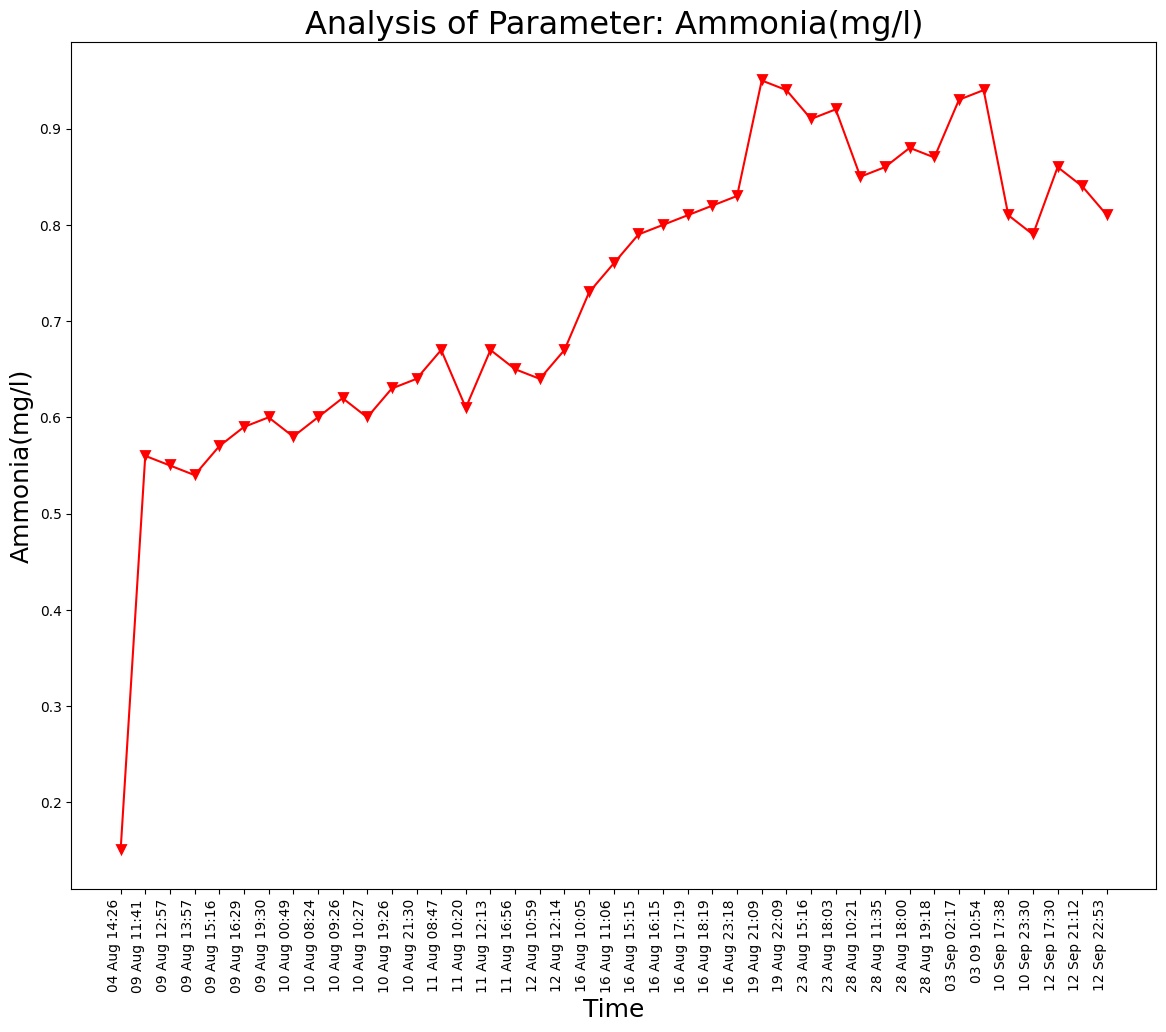 Analysis of Parameter: Ammonia(mg/l)
Ammonia(mg/l)
0.9
0.8
0.7
0.6
0.5
0.4
0.3
0.2
04 Aug 14:26
09 Aug 11:41
09 Aug 12:57
09 Aug 13:57
09 Aug 15:16
09 Aug 16:29
09 Aug 19:30
10 Aug 00:49
10 Aug 08:24
10 Aug 09:26
10 Aug 10:27
10 Aug 19:26
10 Aug 21:30
11 Aug 08:47
11 Aug 10:20
11 Aug 12:13
11 Aug 16:56
12 Aug 10:59
12 Aug 12:14
16 Aug 10:05
16 Aug 11:06
16 Aug 15:15
16 Aug 16:15
16 Aug 17:19
16 Aug 18:19
16 Aug 23:18
19 Aug 21:09
19 Aug 22:09
23 Aug 15:16
23 Aug 18:03
28 Aug 10:21
28 Aug 11:35
28 Aug 18:00
28 Aug 19:18
03 Sep 02:17
03 09 10:54
10 Sep 17:38
10 Sep 23:30
12 Sep 17:30
12 Sep 21:12
12 Sep 22:53
Time